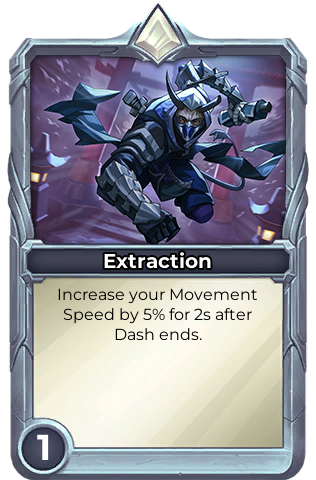 Extraction
Increase your Movement
Speed by 5% for 2s after
Dash ends.
1